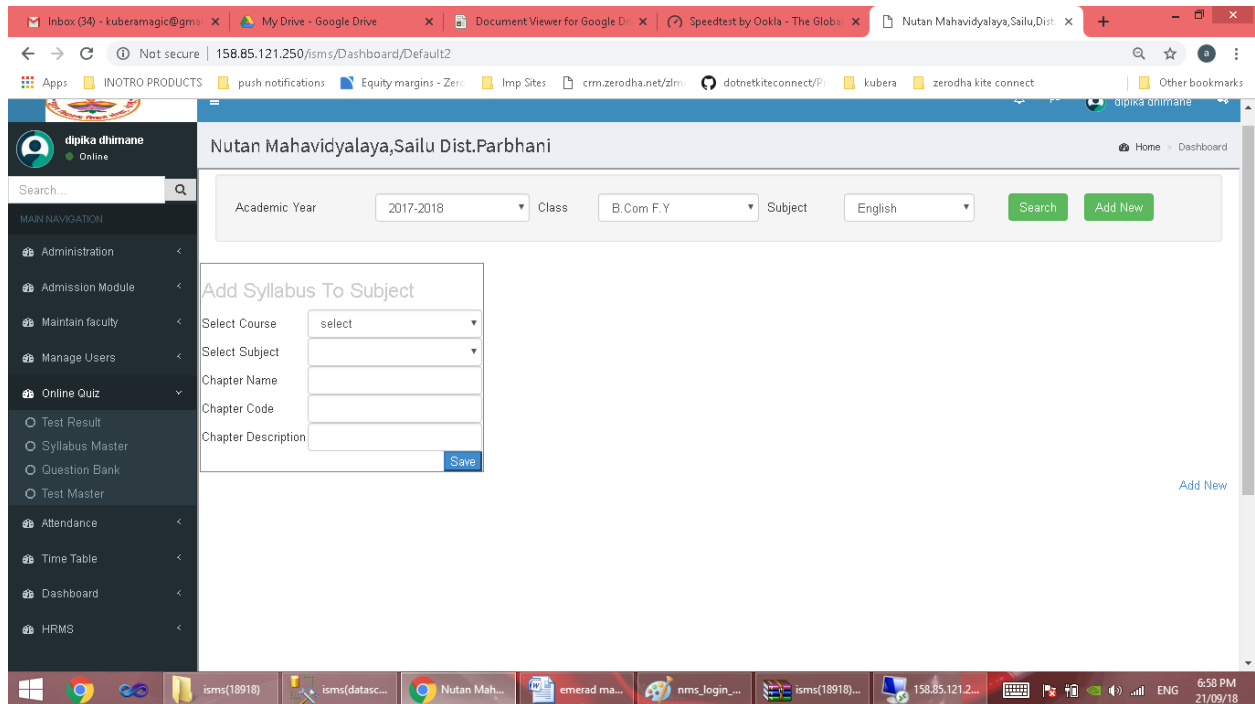 Inbox (34) - kuberamagic@gma
My Drive - Google Drive
Document Viewer for Google Dr
Speedtest by Ookla - The Global
Nutan Mahavidyalaya,Sailu,Dist.
Not secure | 158.85.121.250/isms/Dashboard/Default2
a
Apps
INOTRO PRODUCTS
push notifications
Equity margins - Zero
Imp Sites
crm.zerodha.net/zlm
dotnetkiteconnect/Pr
kubera
zerodha kite connect
Other bookmarks
dipika dhimane
dipika dhimane
Online
Nutan Mahavidyalaya,Sailu Dist.Parbhani
Home > Dashboard
Search...
Academic Year 2017-2018 Class B.Com F.Y Subject English Search Add New
MAIN NAVIGATION
Administration
Admission Module
Maintain faculty
Manage Users
Online Quiz
Test Result
Syllabus Master
Question Bank
Test Master
Attendance
Time Table
Dashboard
HRMS
Add Syllabus To Subject
Select Course select
Select Subject
Chapter Name
Chapter Code
Chapter Description
Save
Add New
isms(18918)
isms(datasc...
Nutan Mah...
emerad ma...
nms_login_...
isms(18918)...
158.85.121.2...
ENG
6:58 PM
21/09/18